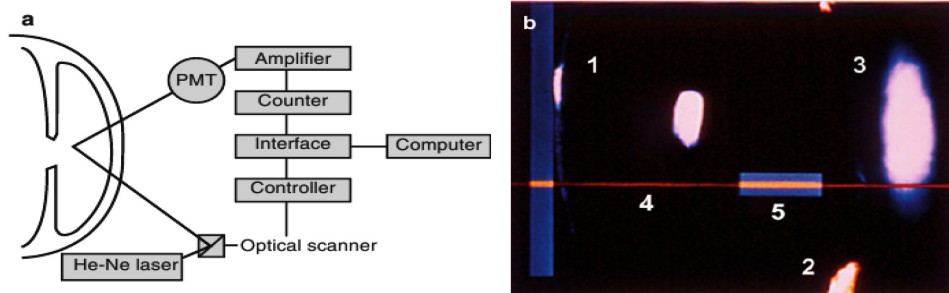 a
PMT
Amplifier
Counter
Interface
Computer
Controller
Optical scanner
He-Ne laser
b
1
3
4
5
2